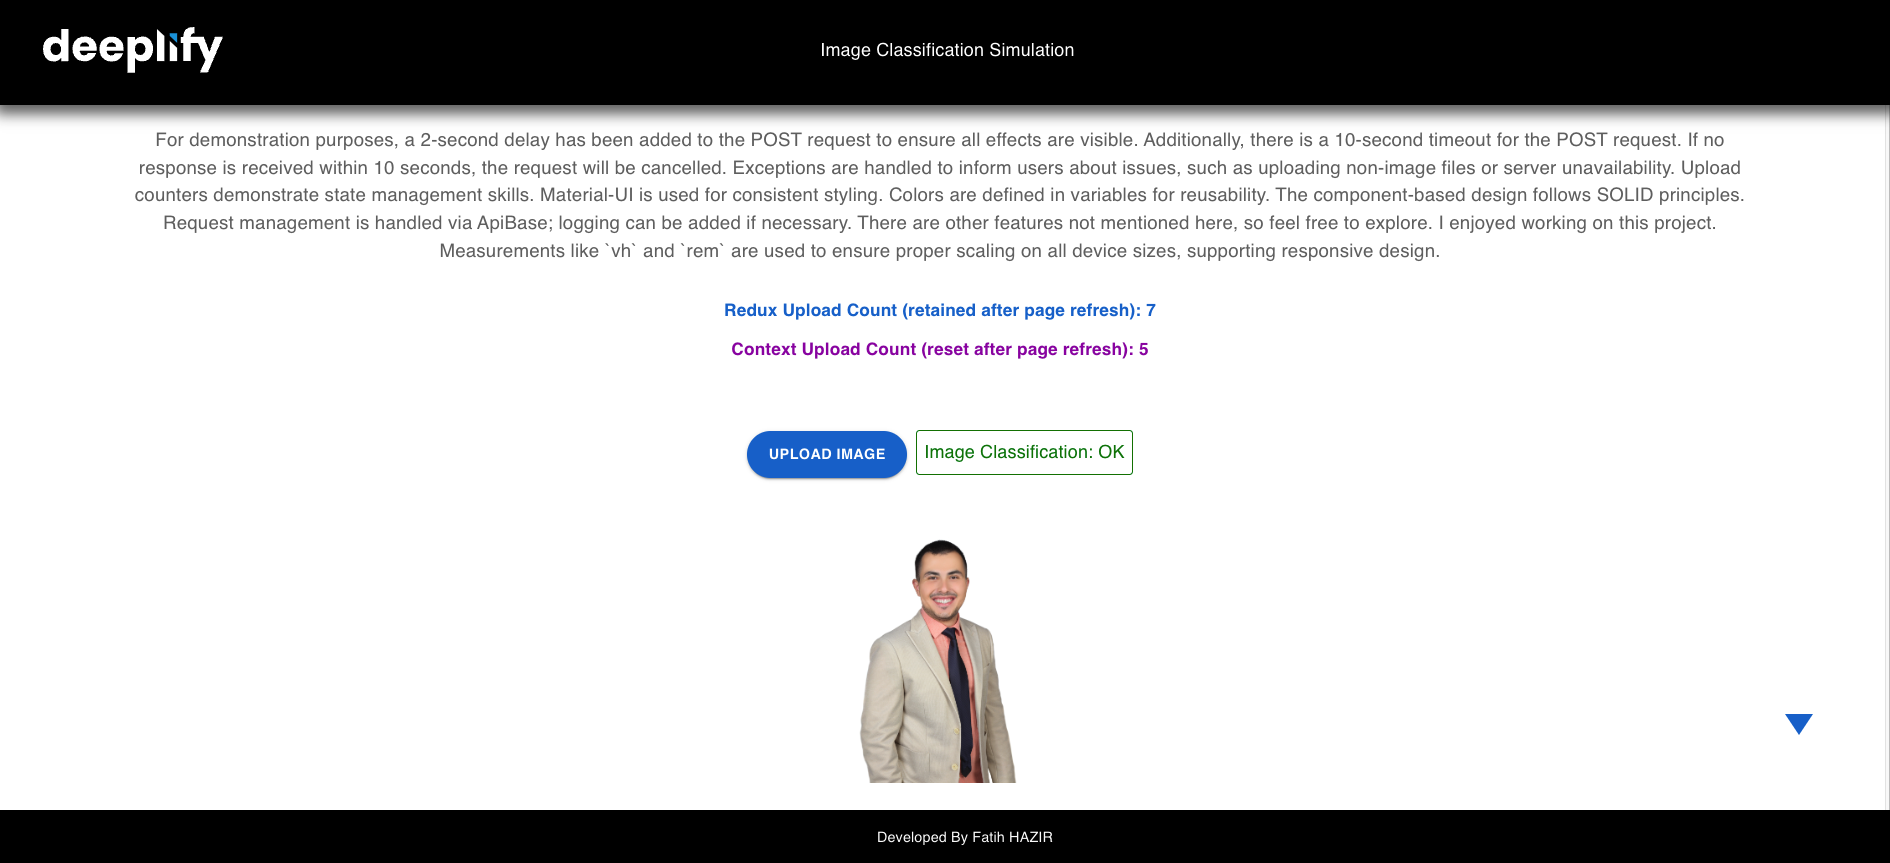 deeplify
Image Classification Simulation
For demonstration purposes, a 2-second delay has been added to the POST request to ensure all effects are visible. Additionally, there is a 10-second timeout for the POST request. If no
response is received within 10 seconds, the request will be cancelled. Exceptions are handled to inform users about issues, such as uploading non-image files or server unavailability. Upload
counters demonstrate state management skills. Material-UI is used for consistent styling. Colors are defined in variables for reusability. The component-based design follows SOLID principles.
Request management is handled via ApiBase; logging can be added if necessary. There are other features not mentioned here, so feel free to explore. I enjoyed working on this project.
Measurements like `vh` and `rem` are used to ensure proper scaling on all device sizes, supporting responsive design.
Redux Upload Count (retained after page refresh): 7
Context Upload Count (reset after page refresh): 5
UPLOAD IMAGE
Image Classification: OK
Developed By Fatih HAZIR